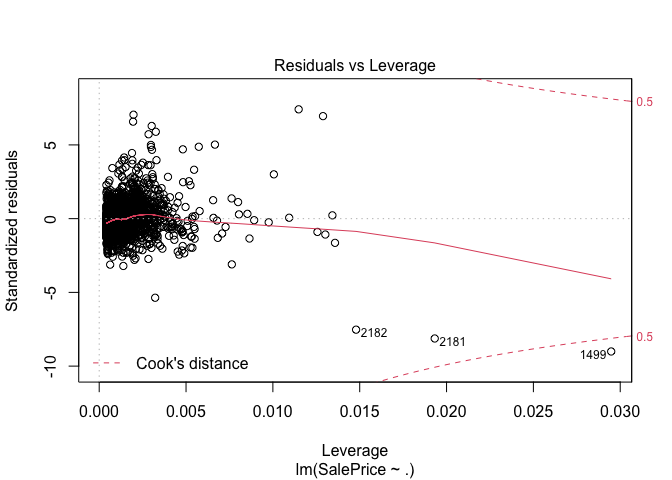 Residuals vs Leverage
Standardized residuals
5
0
-5
-10
0.5
0.5
2182
2181
1499
Cook's distance
0.000 0.005 0.010 0.015 0.020 0.025 0.030
Leverage
lm(SalePrice ~ .)